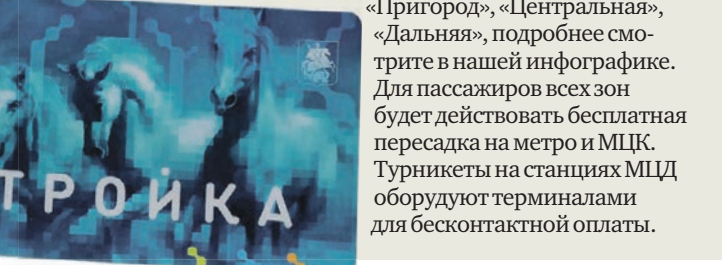 «Пригород», «Центральная»,
«Дальняя», подробнее смо-
трите в нашей инфографике.
Для пассажиров всех зон
будет действовать бесплатная
пересадка на метро и МЦК.
Турникеты на станциях МЦД
оборудуют терминалами
для бесконтактной оплаты.
ТРОЙКА